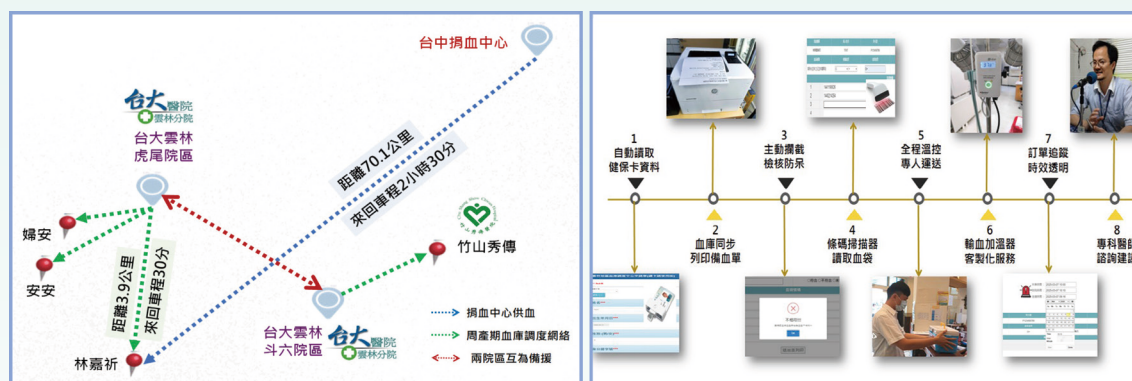 台中捐血中心
台大醫院
雲林分院
台大雲林
虎尾院區
距離70.1公里
來回車程2小時30分
竹山秀傳
婦安
安安
距離3.9公里
來回車程30分
林嘉祈
台大雲林
斗六院區
台大醫院
雲林分院
捐血中心供血
周產期血庫調度網絡
兩院區互為備援
1
自動讀取
健保卡資料
2
血庫同步
列印備血單
3
主動攔截
檢核防呆
4
條碼掃描器
讀取血袋
5
全程溫控
專人運送
6
輸血加溫器
客製化服務
7
訂單追蹤
時效透明
8
專科醫師
諮詢建議